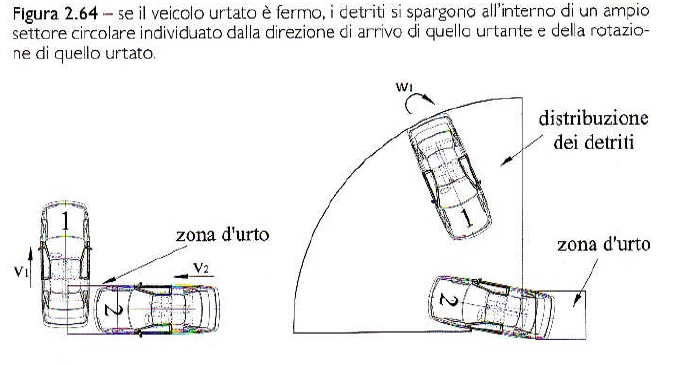 Figura 2.64 – se il veicolo urtato è fermo, i detriti si spargono all'interno di un ampio
settore circolare individuato dalla direzione di arrivo di quello urtante e della rotazio-
ne di quello urtato.
W1
distribuzione
dei detriti
1
zona d'urto
V1
V2
2
1
zona d'urto
2